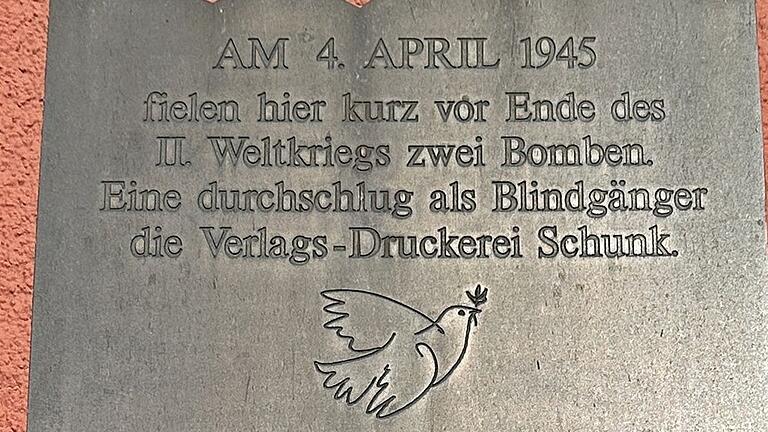 AM 4. APRIL 1945
fielen hier kurz vor Ende des
II. Weltkriegs zwei Bomben.
Eine durchschlug als Blindgänger
die Verlags-Druckerei Schunk.